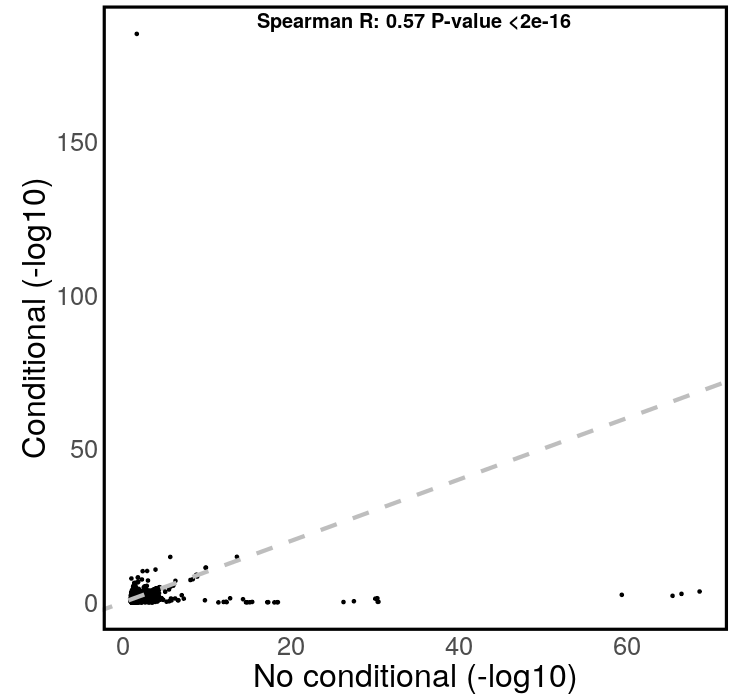 Spearman R: 0.57 P-value <2e-16
Conditional (-log10)
150
100
50
0
0 20 40 60
No conditional (-log10)